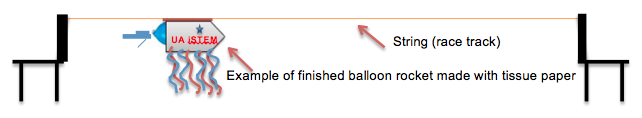 UA iSTEM
String (race track)
Example of finished balloon rocket made with tissue paper